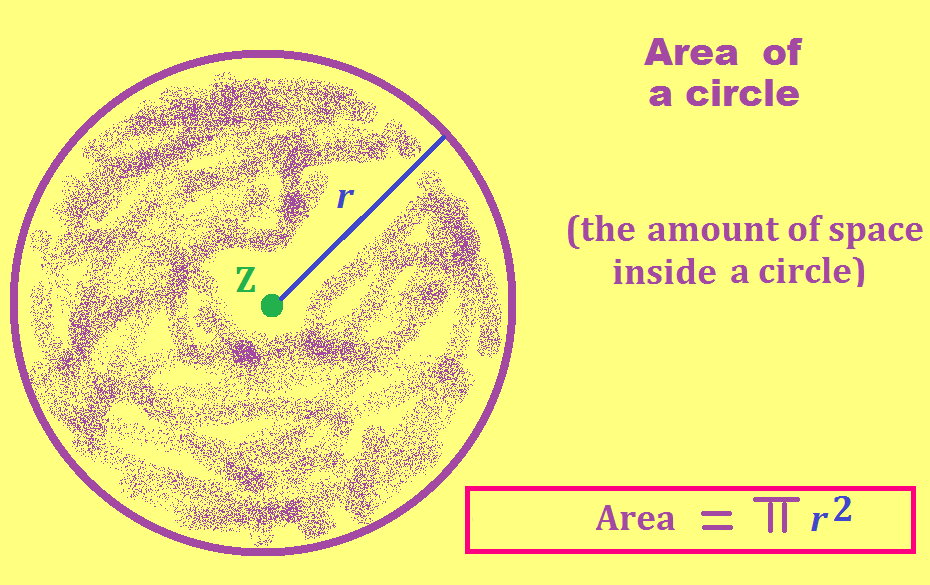 Area of
a circle
r
(the amount of space
inside a circle)
Z
Area = π r²